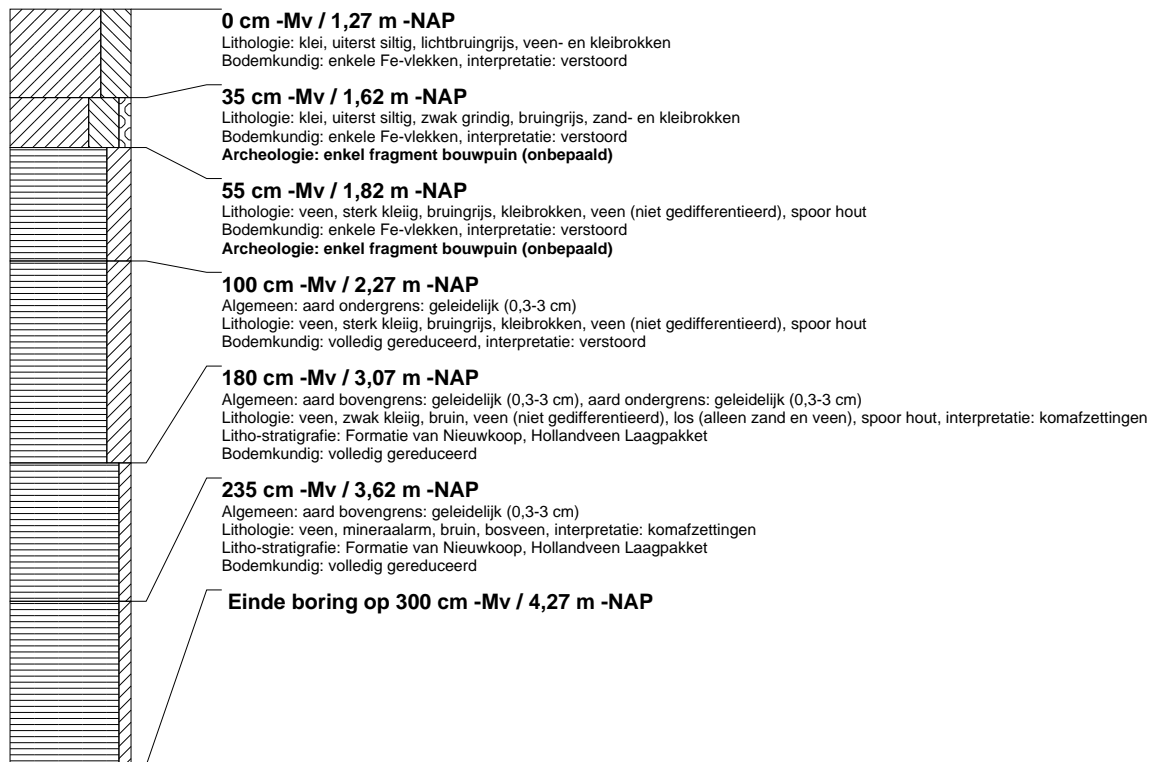 0 cm -Mv / 1,27 m -NAP
Lithologie: klei, uiterst siltig, lichtbruingrijs, veen- en kleibrokken
Bodemkundig: enkele Fe-vlekken, interpretatie: verstoord
35 cm -Mv / 1,62 m -NAP
Lithologie: klei, uiterst siltig, zwak grindig, bruingrijs, zand- en kleibrokken
Bodemkundig: enkele Fe-vlekken, interpretatie: verstoord
Archeologie: enkel fragment bouwpuin (onbepaald)
55 cm -Mv / 1,82 m -NAP
Lithologie: veen, sterk kleiig, bruingrijs, kleibrokken, veen (niet gedifferentieerd), spoor hout
Bodemkundig: enkele Fe-vlekken, interpretatie: verstoord
Archeologie: enkel fragment bouwpuin (onbepaald)
100 cm -Mv / 2,27 m -NAP
Algemeen: aard ondergrens: geleidelijk (0,3-3 cm)
Lithologie: veen, sterk kleiig, bruingrijs, kleibrokken, veen (niet gedifferentieerd), spoor hout
Bodemkundig: volledig gereduceerd, interpretatie: verstoord
180 cm -Mv / 3,07 m -NAP
Algemeen: aard bovengrens: geleidelijk (0,3-3 cm), aard ondergrens: geleidelijk (0,3-3 cm)
Lithologie: veen, zwak kleiig, bruin, veen (niet gedifferentieerd), los (alleen zand en veen), spoor hout, interpretatie: komafzettingen
Litho-stratigrafie: Formatie van Nieuwkoop, Hollandveen Laagpakket
Bodemkundig: volledig gereduceerd
235 cm -Mv / 3,62 m -NAP
Algemeen: aard bovengrens: geleidelijk (0,3-3 cm)
Lithologie: veen, mineraalarm, bruin, bosveen, interpretatie: komafzettingen
Litho-stratigrafie: Formatie van Nieuwkoop, Hollandveen Laagpakket
Bodemkundig: volledig gereduceerd
Einde boring op 300 cm -Mv / 4,27 m -NAP